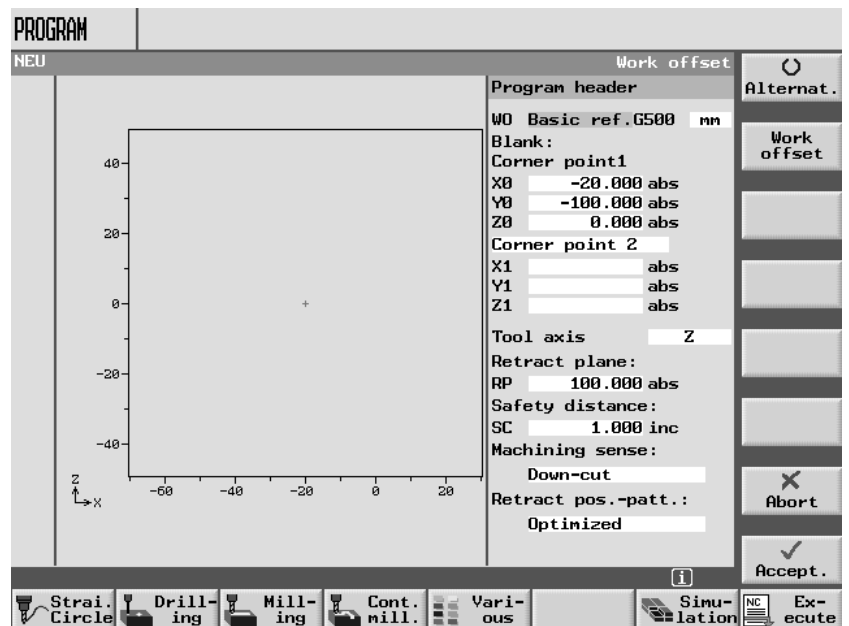 PROGRAM
NEU
Work offset
Alternat.
Program header
WO Basic ref.G500 mm
Work
offset
Blank:
Corner point1
X0 -20.000 abs
Y0 -100.000 abs
Z0 0.000 abs
Corner point 2
X1 abs
Y1 abs
Z1 abs
Tool axis Z
Retract plane:
RP 100.000 abs
Safety distance:
SC 1.000 inc
Machining sense:
Down-cut
Retract pos.-patt.:
Optimized
40
20
0
-20
-40
-60 -40 -20 0 20
Z
X
Abort
i
Accept.
Strai.
Circle
Drill-
ing
Mill-
ing
Cont.
mill.
Vari-
ous
Simu-
lation
NC
Ex-
ecute